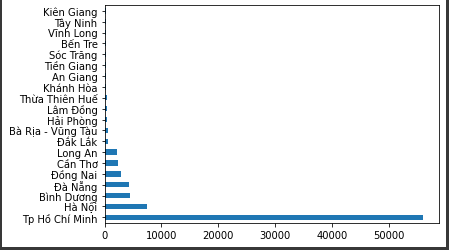 Kiên Giang
Tây Ninh
Vĩnh Long
Bến Tre
Sóc Trăng
Tiền Giang
An Giang
Khánh Hòa
Thừa Thiên Huế
Lâm Đồng
Hải Phòng
Bà Rịa - Vũng Tàu
Đắk Lắk
Long An
Cần Thơ
Đồng Nai
Đà Nẵng
Bình Dương
Hà Nội
Tp Hồ Chí Minh
0 10000 20000 30000 40000 50000